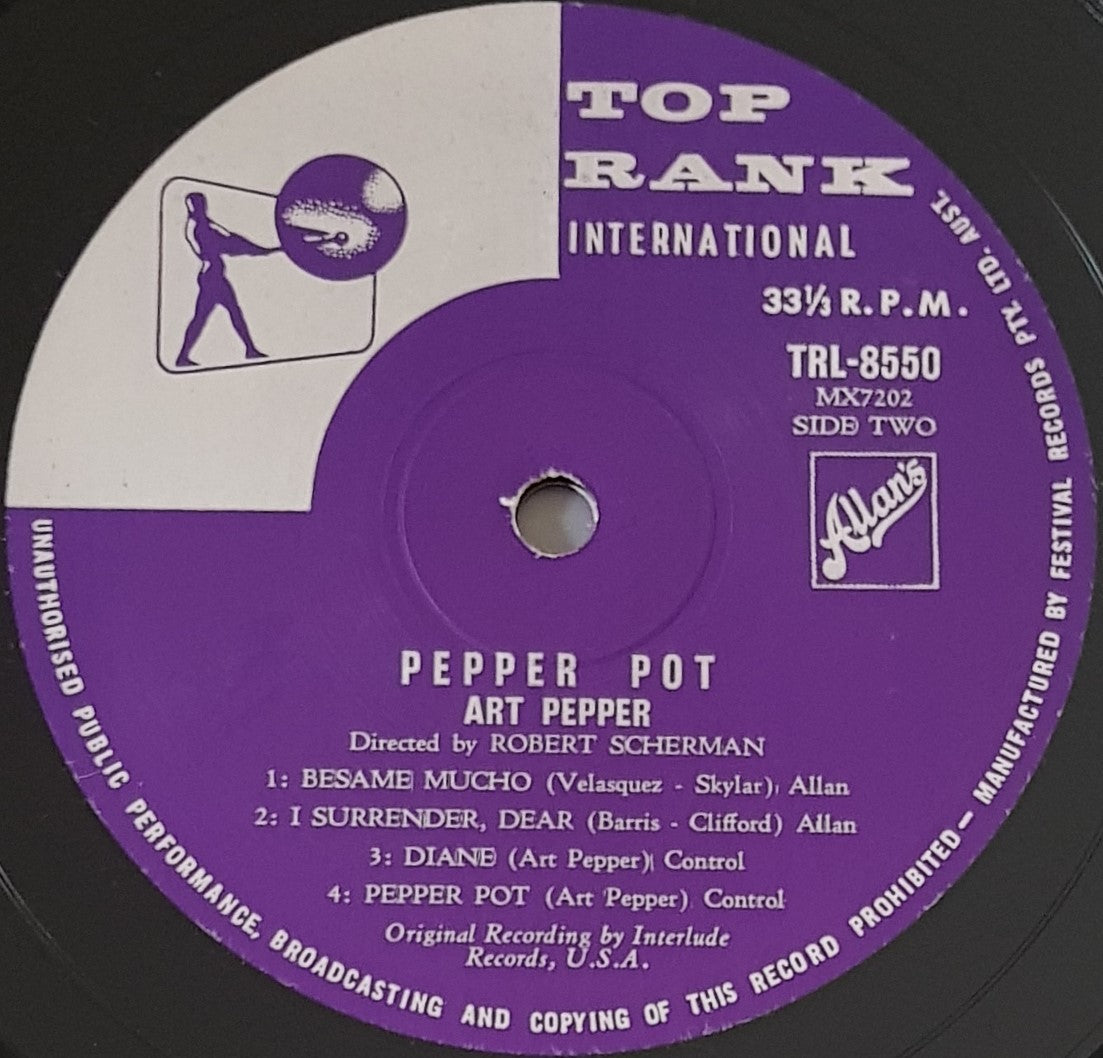 TOP
RANK
INTERNATIONAL
33⅓ R.P.M.
TRL-8550
MX7202
SIDE TWO
Allan's
PEPPER POT
ART PEPPER
Directed by ROBERT SCHERMAN
1: BESAME MUCHO (Velasquez - Skylar) Allan
2: I SURRENDER, DEAR (Barris - Clifford) Allan
3: DIANE (Art Pepper) Control
4: PEPPER POT (Art Pepper) Control
Original Recording by Interlude
Records, U.S.A.
UNAUTHORISED PUBLIC PERFORMANCE, BROADCASTING AND COPYING OF THIS RECORD PROHIBITED — MANUFACTURED BY FESTIVAL RECORDS PTY. LTD. AUST.